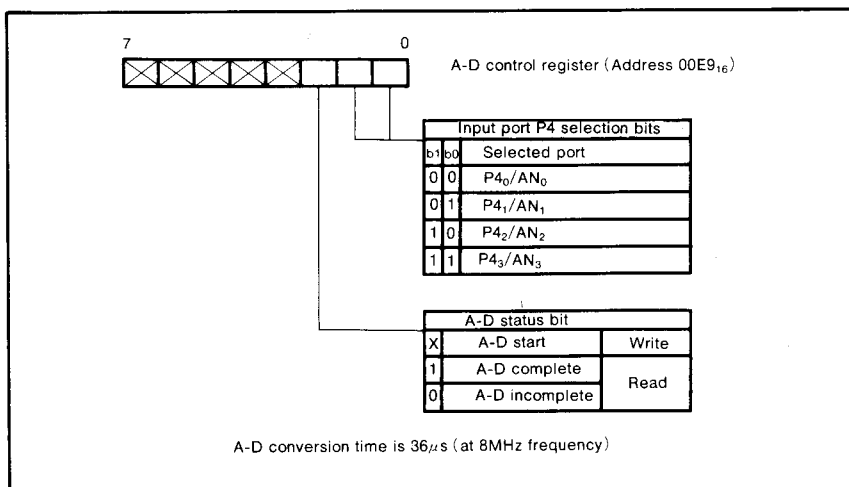 7 0
A-D control register (Address 00E9₁₆)
Input port P4 selection bits
b1 b0 Selected port
0 0 P4₀/AN₀
0 1 P4₁/AN₁
1 0 P4₂/AN₂
1 1 P4₃/AN₃
A-D status bit
X A-D start Write
1 A-D complete Read
0 A-D incomplete
A-D conversion time is 36μs (at 8MHz frequency)